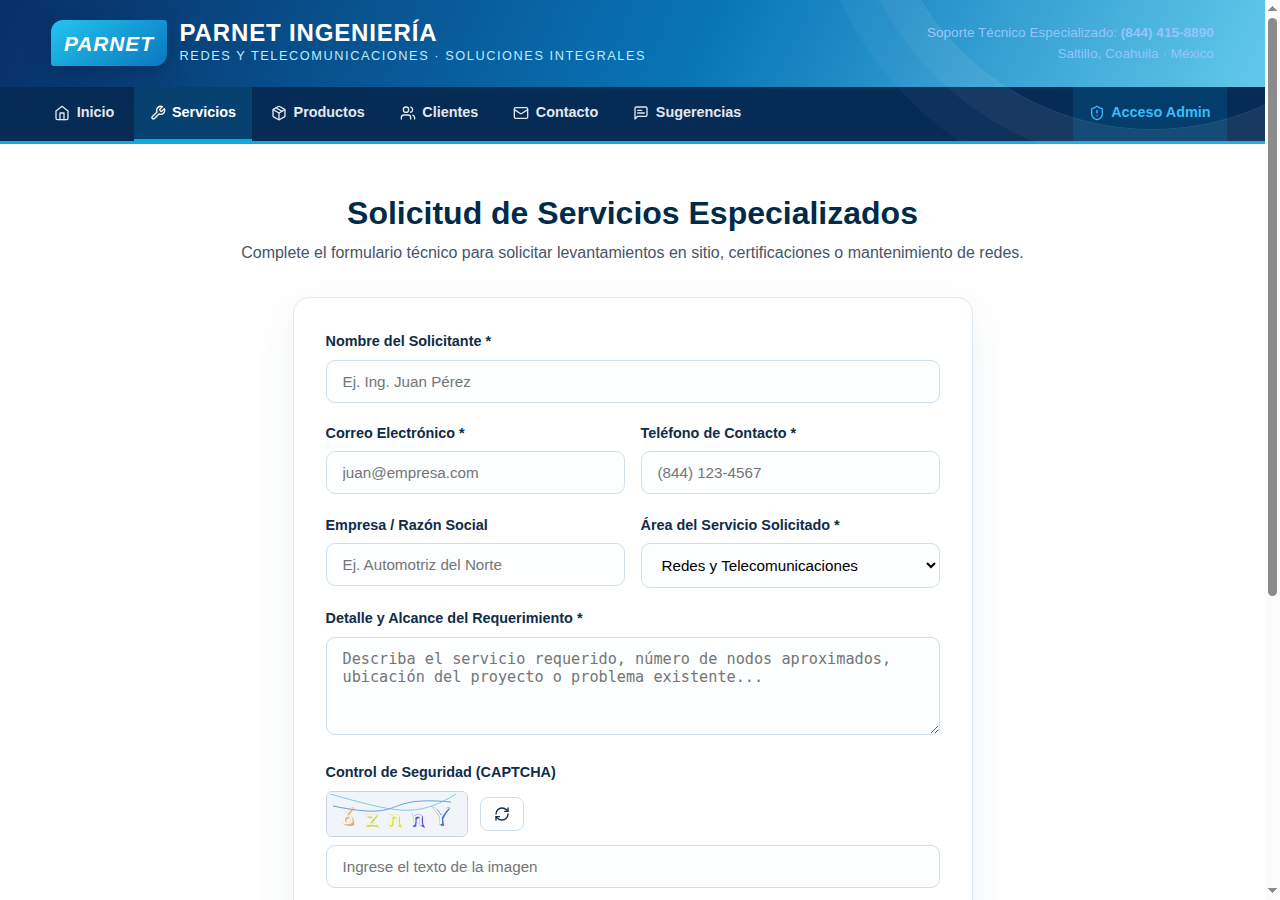 PARNET
PARNET INGENIERÍA
REDES Y TELECOMUNICACIONES · SOLUCIONES INTEGRALES
Soporte Técnico Especializado: (844) 415-8890
Saltillo, Coahuila · México
Inicio
Servicios
Productos
Clientes
Contacto
Sugerencias
Acceso Admin
Solicitud de Servicios Especializados
Complete el formulario técnico para solicitar levantamientos en sitio, certificaciones o mantenimiento de redes.
Nombre del Solicitante *
Ej. Ing. Juan Pérez
Correo Electrónico *
Teléfono de Contacto *
juan@empresa.com
(844) 123-4567
Empresa / Razón Social
Área del Servicio Solicitado *
Ej. Automotriz del Norte
Redes y Telecomunicaciones
Detalle y Alcance del Requerimiento *
Describa el servicio requerido, número de nodos aproximados,
ubicación del proyecto o problema existente...
Control de Seguridad (CAPTCHA)
Ingrese el texto de la imagen